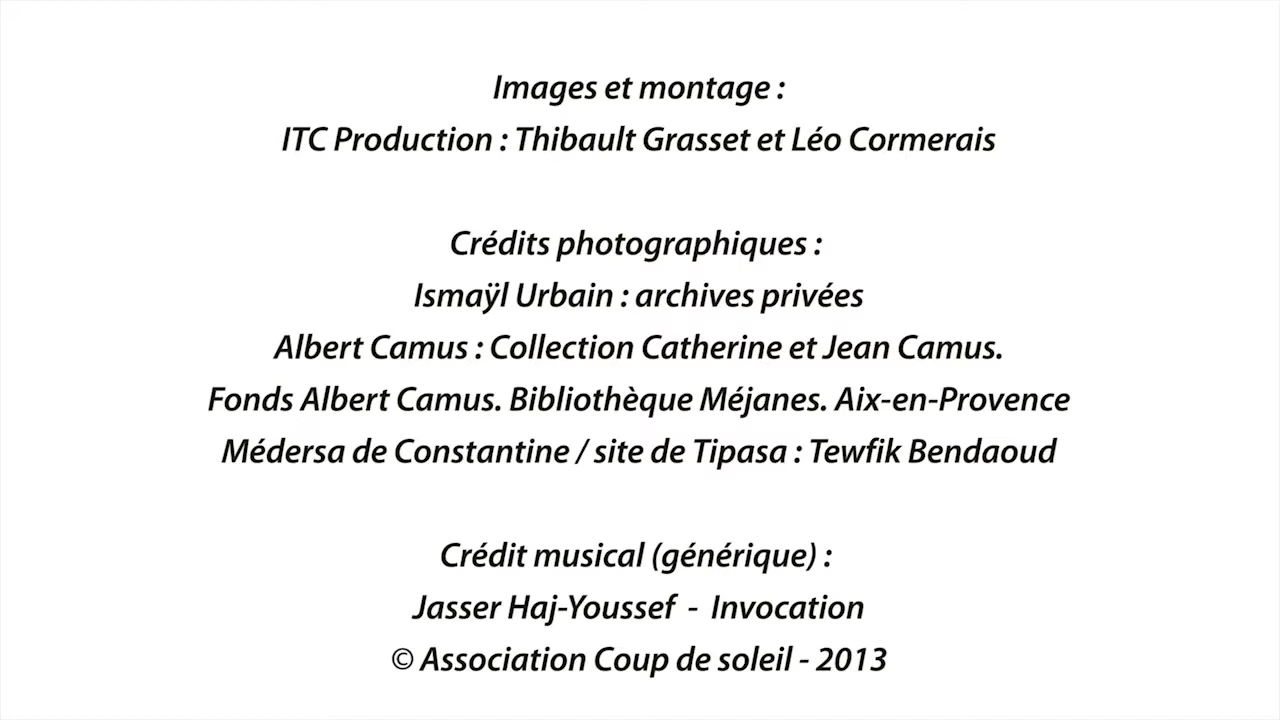 Images et montage :
ITC Production : Thibault Grasset et Léo Cormerais
Crédits photographiques :
Ismaÿl Urbain : archives privées
Albert Camus : Collection Catherine et Jean Camus.
Fonds Albert Camus. Bibliothèque Méjanes. Aix-en-Provence
Médersa de Constantine / site de Tipasa : Tewfik Bendaoud
Crédit musical (générique) :
Jasser Haj-Youssef - Invocation
© Association Coup de soleil - 2013